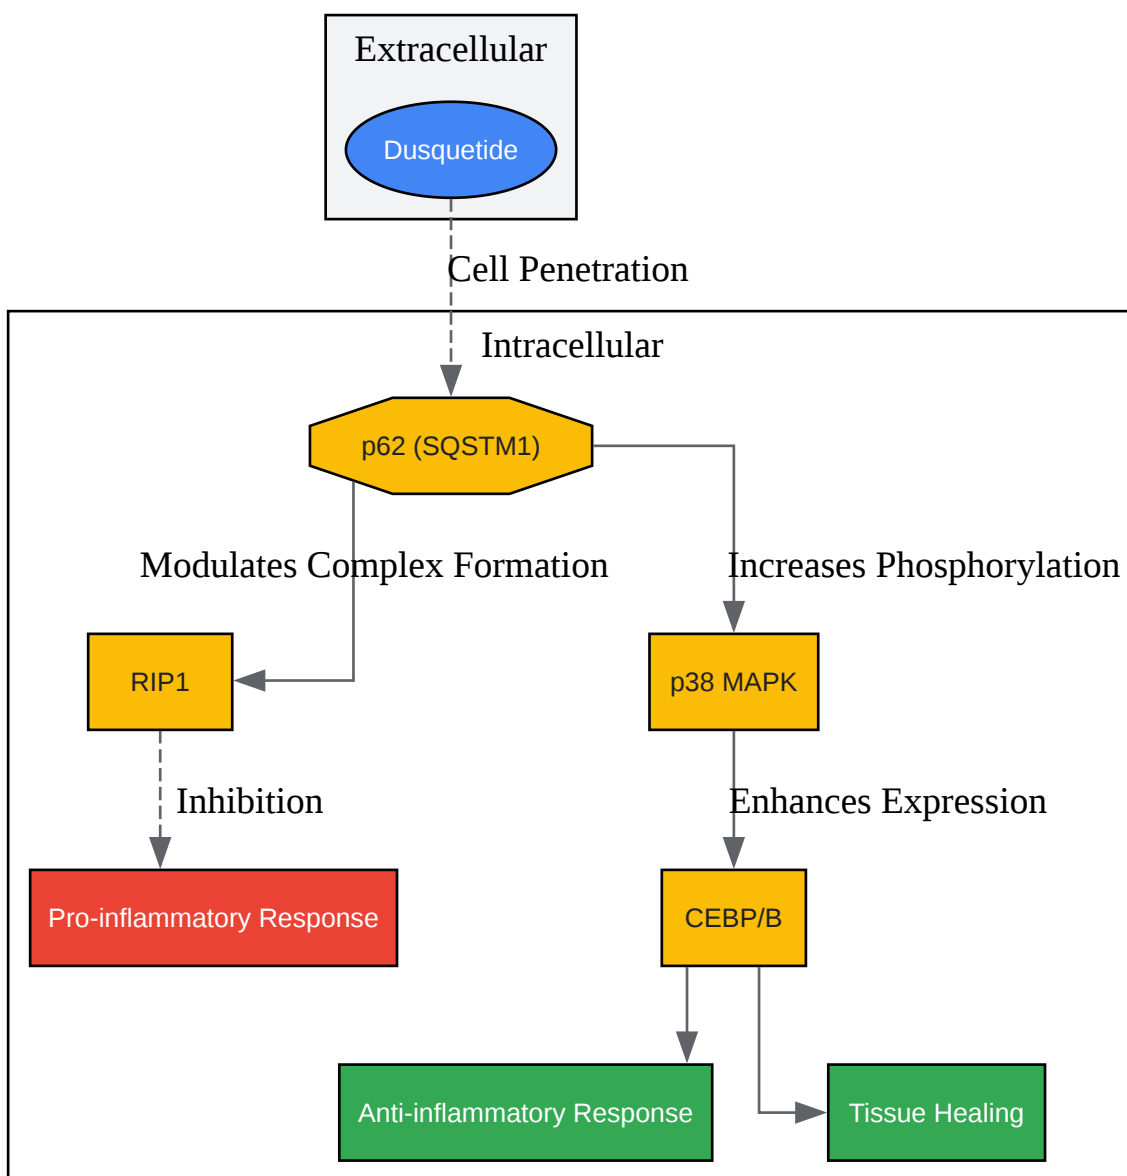 Extracellular
Dusquetide
Cell Penetration
Intracellular
p62 (SQSTM1)
Modulates Complex Formation
Increases Phosphorylation
RIP1
p38 MAPK
Inhibition
Enhances Expression
Pro-inflammatory Response
CEBP/B
Anti-inflammatory Response
Tissue Healing